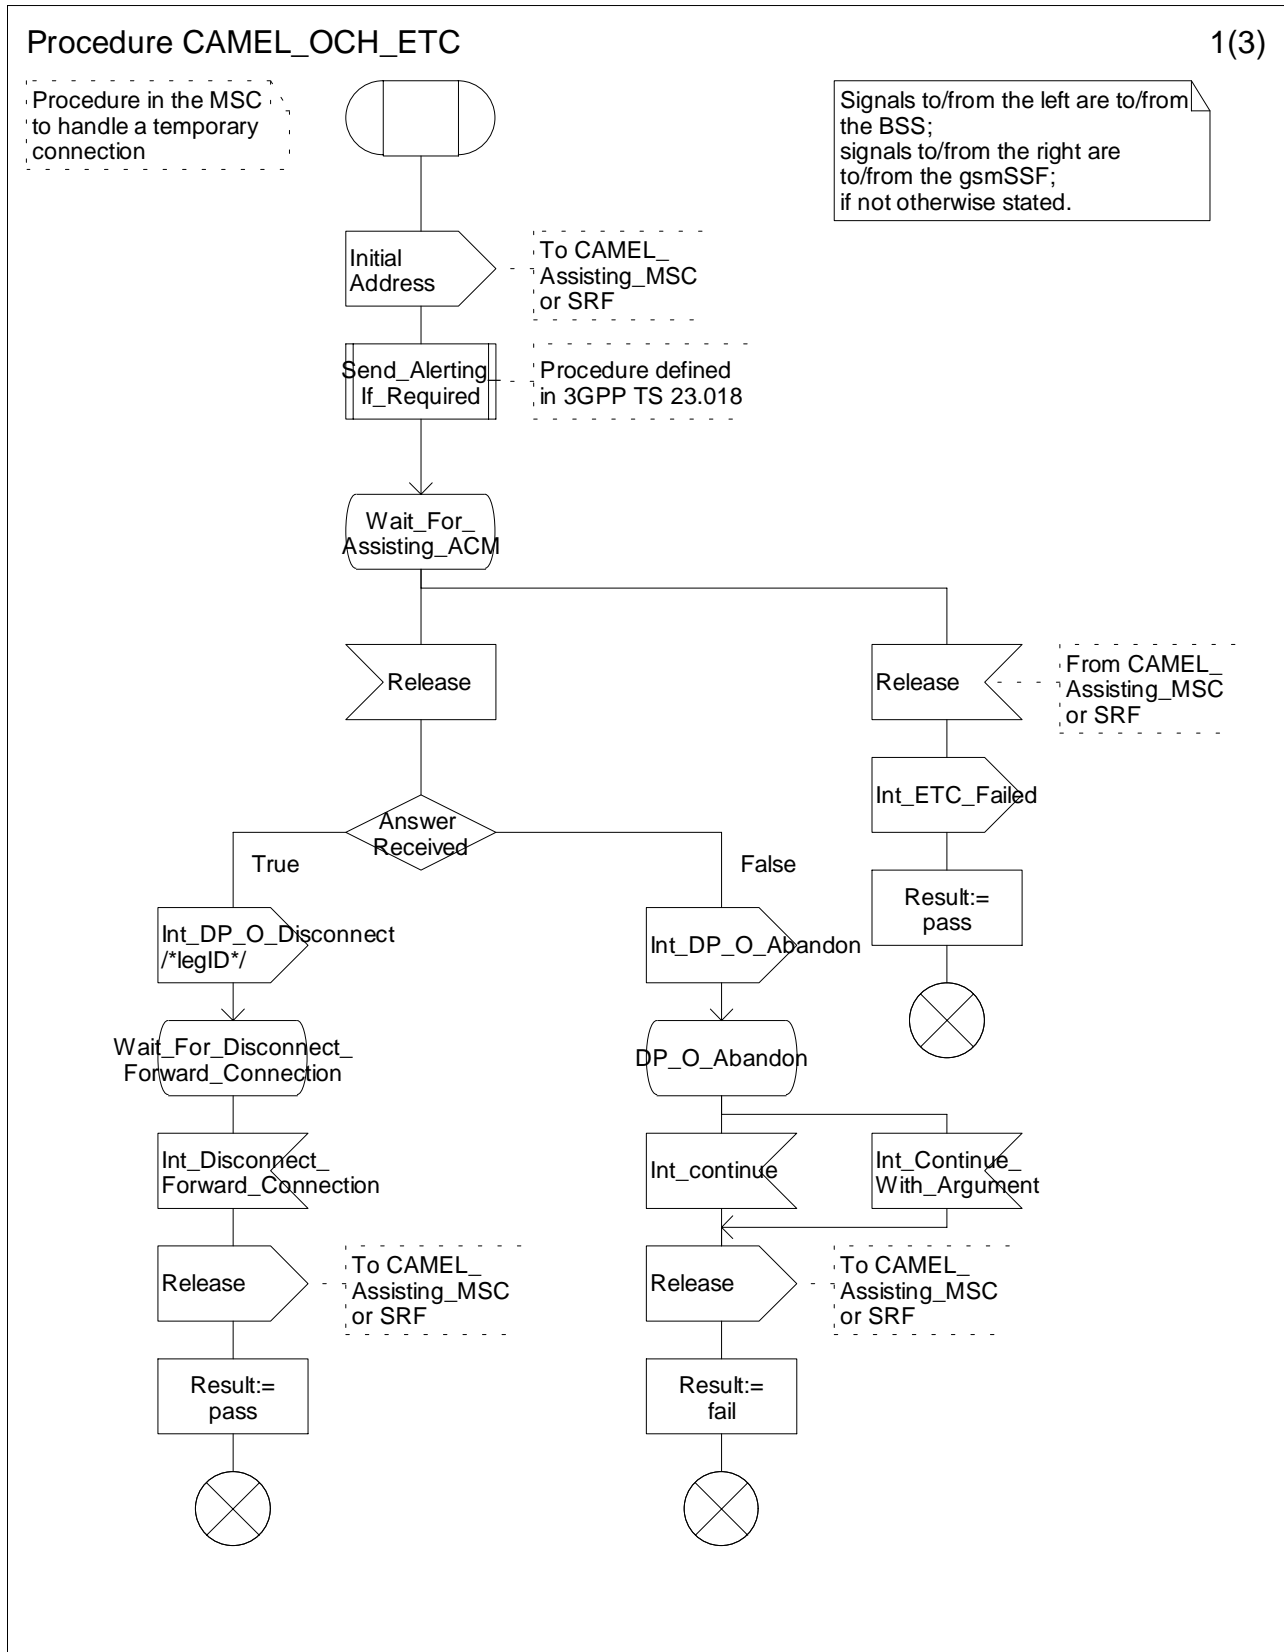 Procedure CAMEL_OCH_ETC
1(3)
Procedure in the MSC
to handle a temporary
connection
Signals to/from the left are to/from
the BSS;
signals to/from the right are
to/from the gsmSSF;
if not otherwise stated.
Initial
Address
To CAMEL_
Assisting_MSC
or SRF
Send_Alerting_
If_Required
Procedure defined
in 3GPP TS 23.018
Wait_For_
Assisting_ACM
Release
Release
From CAMEL_
Assisting_MSC
or SRF
Int_ETC_Failed
Answer
Received
True
False
Result:=
pass
Int_DP_O_Disconnect
/*legID*/
Int_DP_O_Abandon
Wait_For_Disconnect_
Forward_Connection
DP_O_Abandon
Int_Disconnect_
Forward_Connection
Int_continue
Int_Continue_
With_Argument
Release
To CAMEL_
Assisting_MSC
or SRF
Release
To CAMEL_
Assisting_MSC
or SRF
Result:=
pass
Result:=
fail